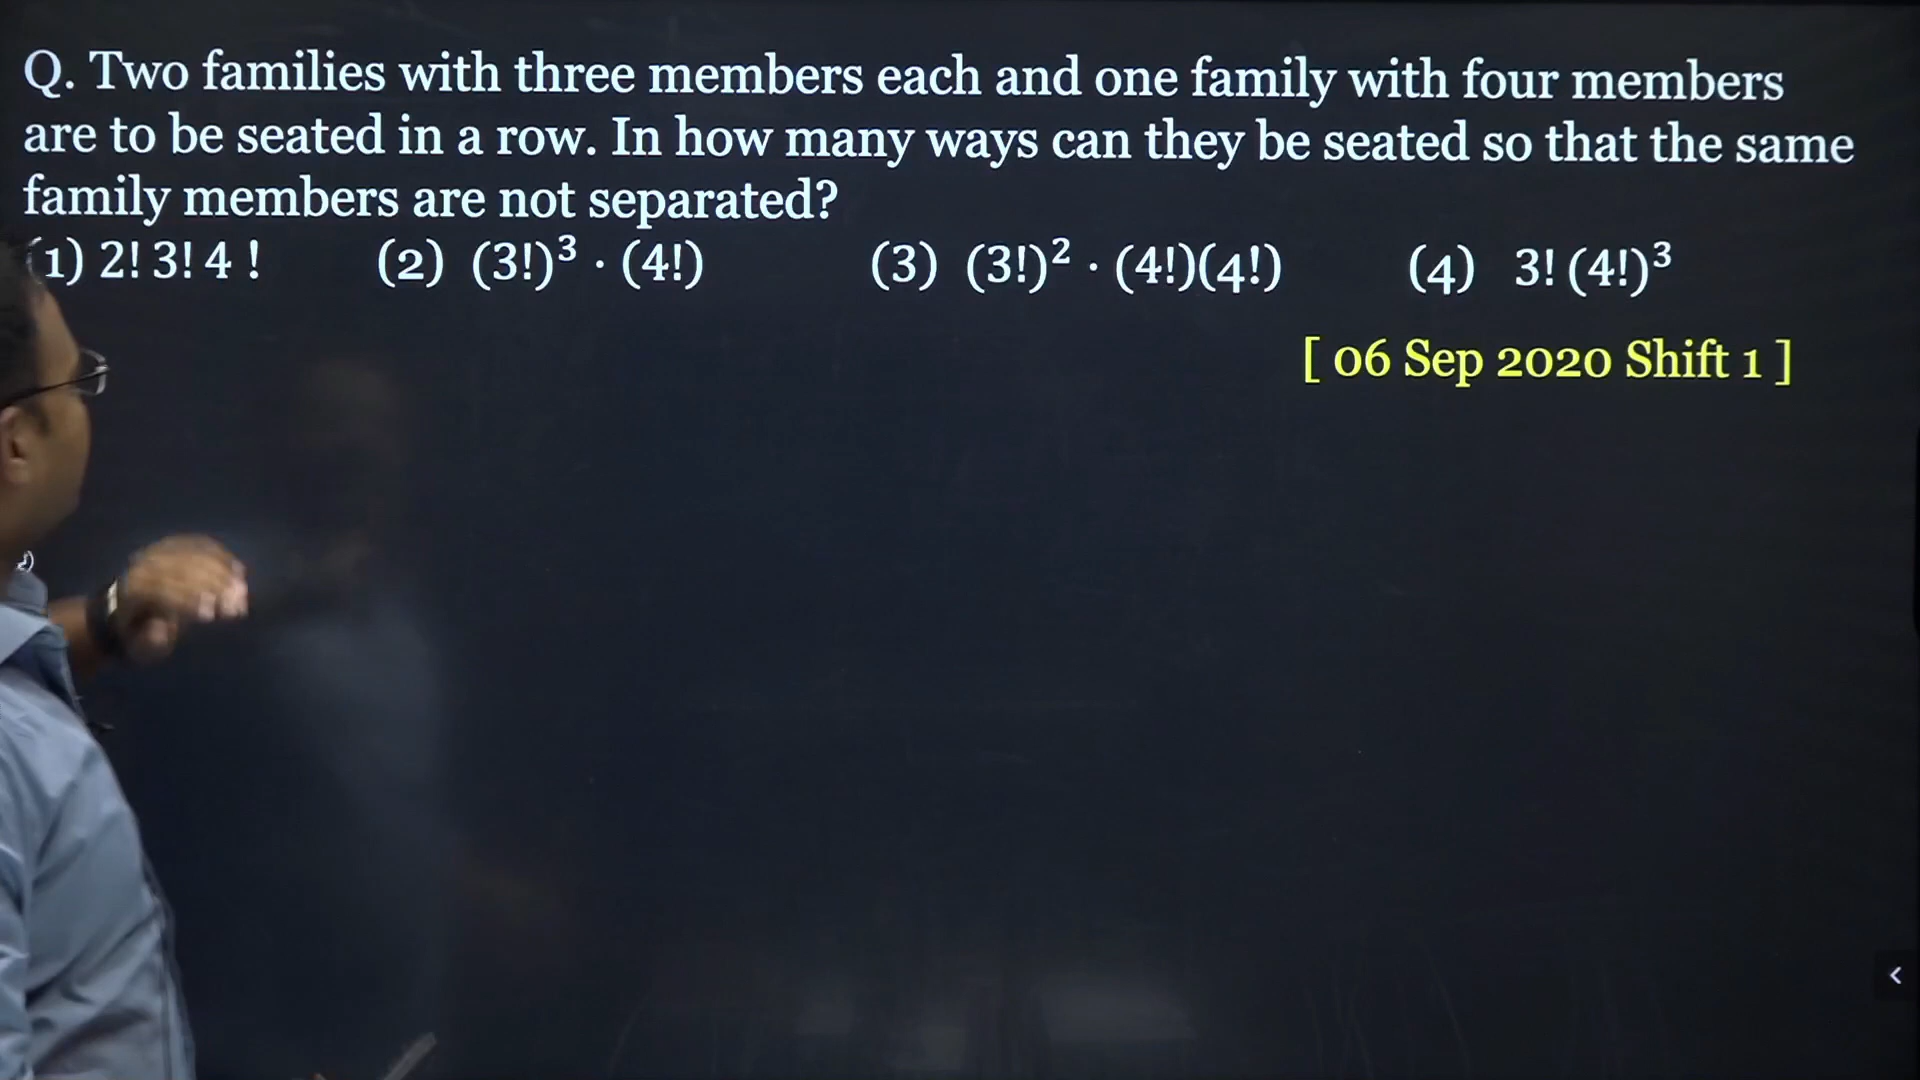 Q. Two families with three members each and one family with four members
are to be seated in a row. In how many ways can they be seated so that the same
family members are not separated?
(1) 2! 3! 4 ! (2) (3!)³ · (4!) (3) (3!)² · (4!)(4!) (4) 3! (4!)³
[ 06 Sep 2020 Shift 1 ]